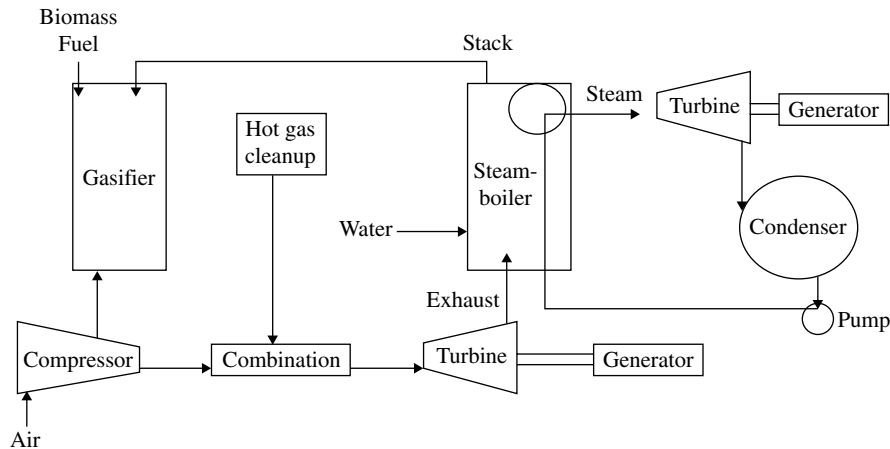 Biomass
Fuel
Stack
Steam
Turbine
Generator
Hot gas
cleanup
Gasifier
Steam-
boiler
Water
Condenser
Exhaust
Pump
Compressor
Combination
Turbine
Generator
Air